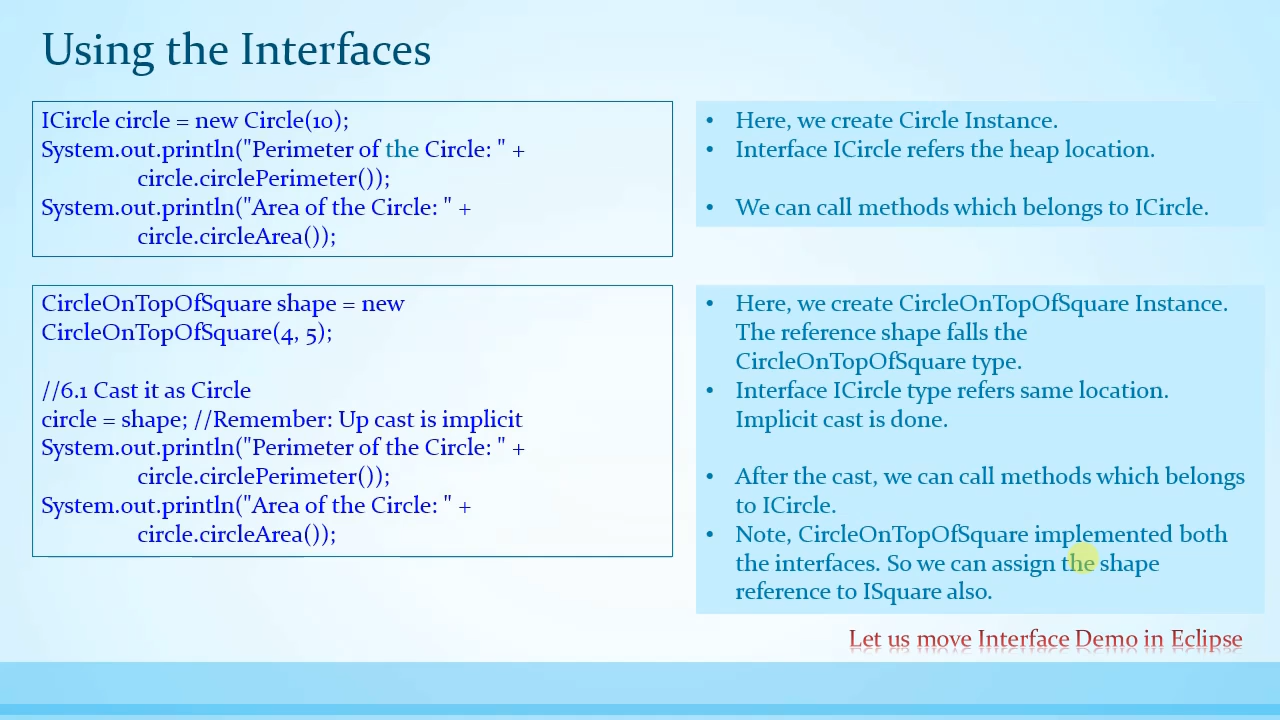 Using the Interfaces
ICircle circle = new Circle(10);
System.out.println("Perimeter of the Circle: " +
circle.circlePerimeter());
System.out.println("Area of the Circle: " +
circle.circleArea());
• Here, we create Circle Instance.
• Interface ICircle refers the heap location.
• We can call methods which belongs to ICircle.
CircleOnTopOfSquare shape = new
CircleOnTopOfSquare(4, 5);
//6.1 Cast it as Circle
circle = shape; //Remember: Up cast is implicit
System.out.println("Perimeter of the Circle: " +
circle.circlePerimeter());
System.out.println("Area of the Circle: " +
circle.circleArea());
• Here, we create CircleOnTopOfSquare Instance.
The reference shape falls the
CircleOnTopOfSquare type.
• Interface ICircle type refers same location.
Implicit cast is done.
• After the cast, we can call methods which belongs
to ICircle.
• Note, CircleOnTopOfSquare implemented both
the interfaces. So we can assign the shape
reference to ISquare also.
Let us move Interface Demo in Eclipse